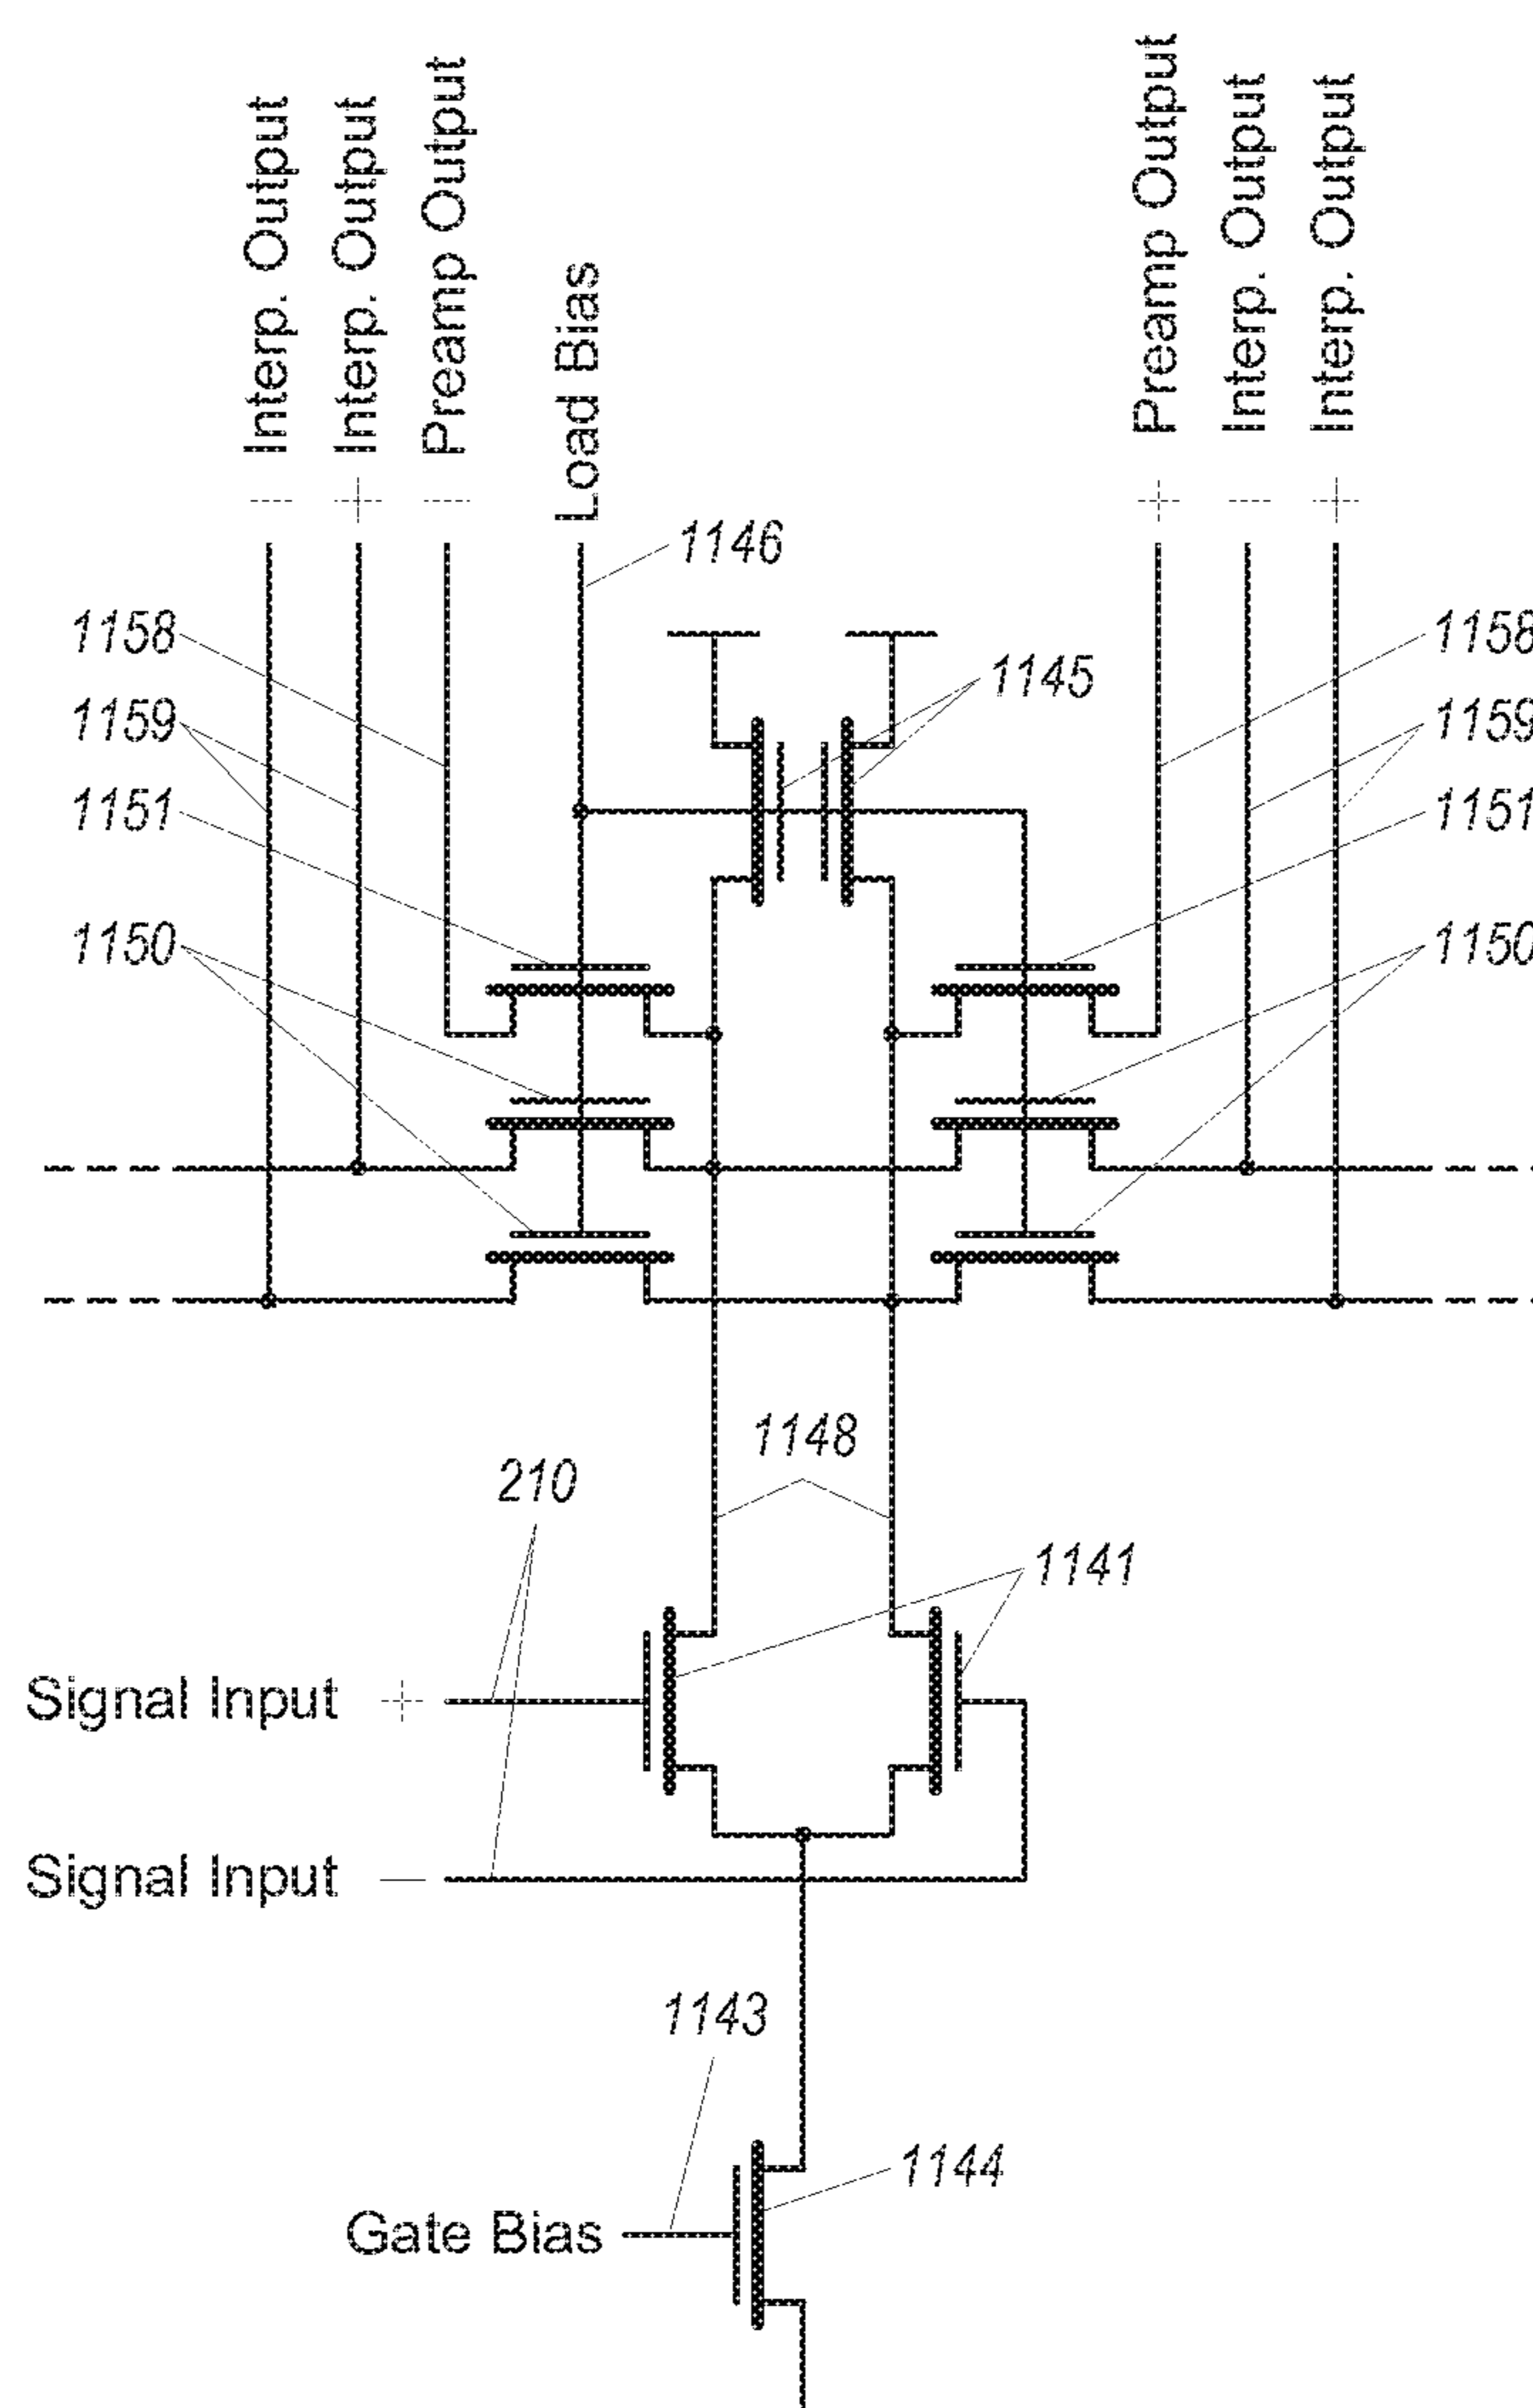 − Interp. Output
+ Interp. Output
− Preamp Output
Load Bias
+ Preamp Output
− Interp. Output
+ Interp. Output
1146
1158
1158
1145
1159
1159
1151
1151
1150
1150
1148
210
1141
Signal Input +
Signal Input −
1143
1144
Gate Bias